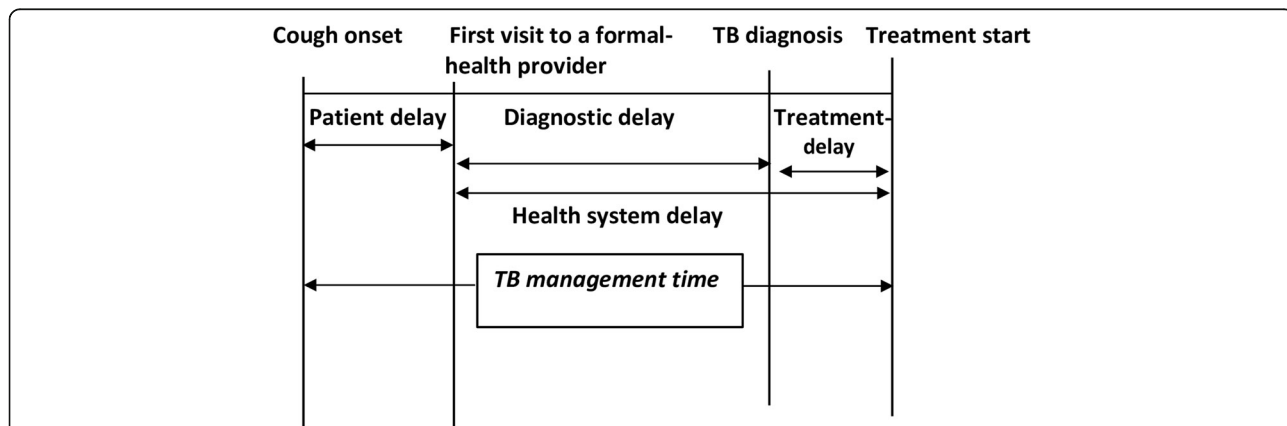 Cough onset
First visit to a formal-
health provider
TB diagnosis
Treatment start
Patient delay
Diagnostic delay
Treatment-
delay
Health system delay
TB management time